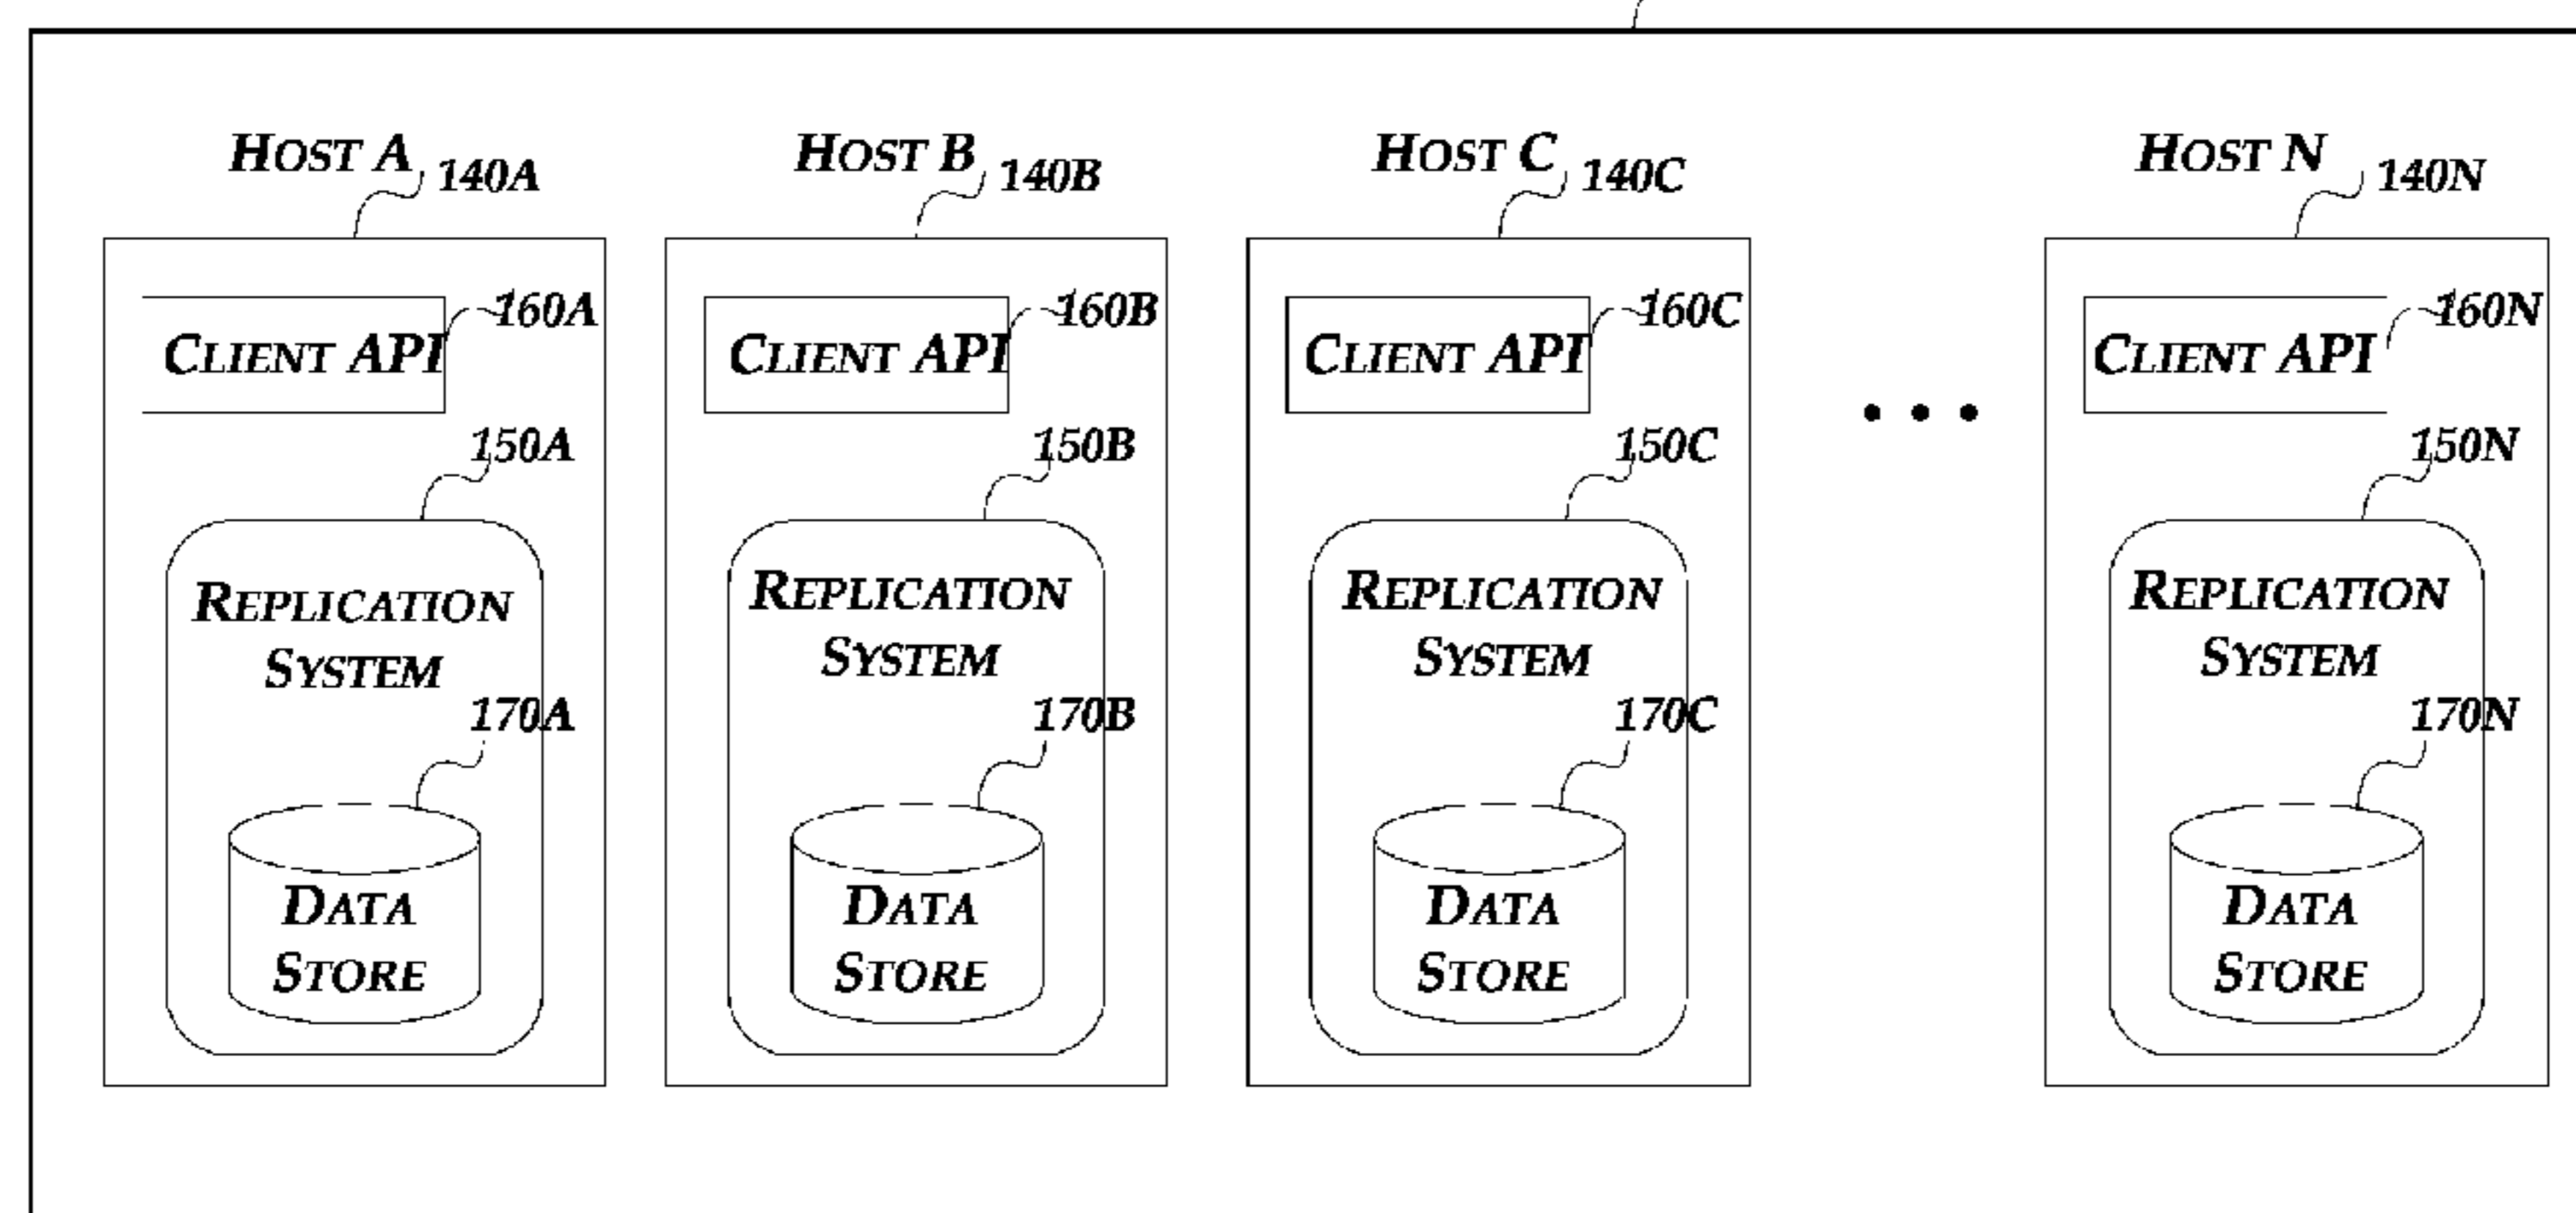 HOST A 140A
160A
CLIENT API
150A
REPLICATION
SYSTEM
170A
DATA
STORE
HOST B 140B
160B
CLIENT API
150B
REPLICATION
SYSTEM
170B
DATA
STORE
HOST C 140C
160C
CLIENT API
150C
REPLICATION
SYSTEM
170C
DATA
STORE
HOST N 140N
160N
CLIENT API
150N
REPLICATION
SYSTEM
170N
DATA
STORE